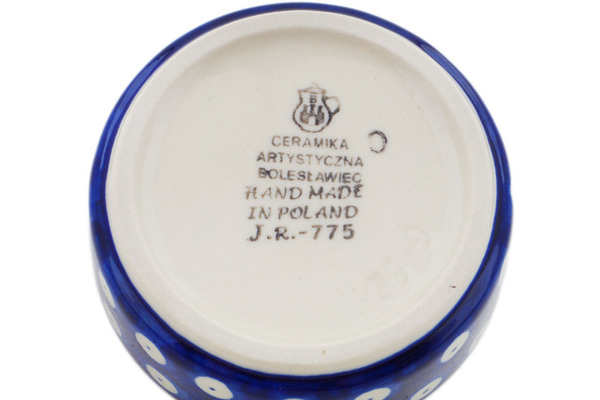 B
CERAMIKA
ARTYSTYCZNA
BOLESŁAWIEC
HAND MADE
IN POLAND
J.R.-775